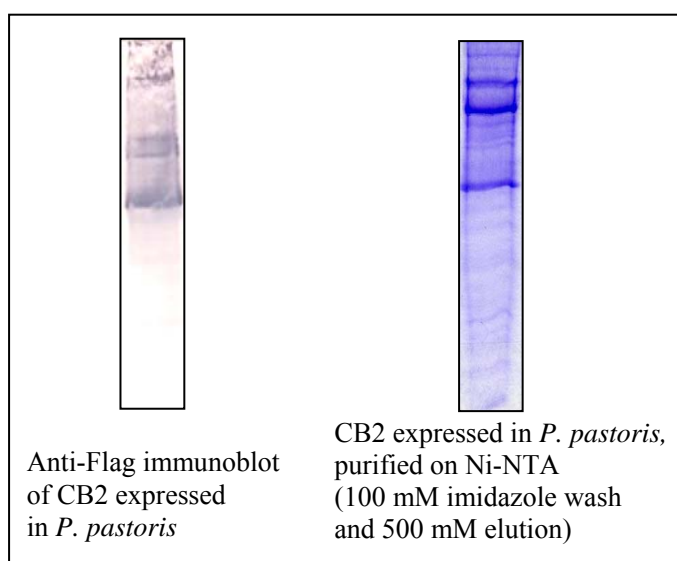 Anti-Flag immunoblot
of CB2 expressed
in P. pastoris
CB2 expressed in P. pastoris,
purified on Ni-NTA
(100 mM imidazole wash
and 500 mM elution)